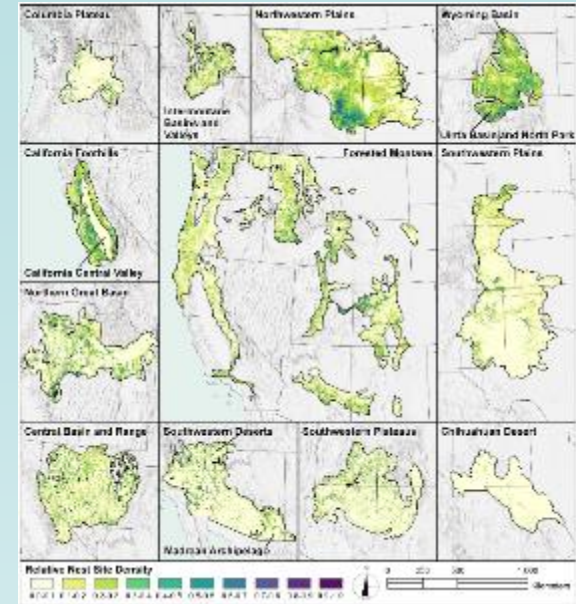 Columbia Plateau
Intermontane
Basins and
Valleys
Northwestern Plains
Wyoming Basin
Uinta Basin and North Park
California Foothills
California Central Valley
Forested Montane
Southwestern Plains
Northern Great Basin
Central Basin and Range
Southwestern Deserts
Madrean Archipelago
Southwestern Plateaus
Chihuahuan Desert
Relative Nest Site Density
Kilometers